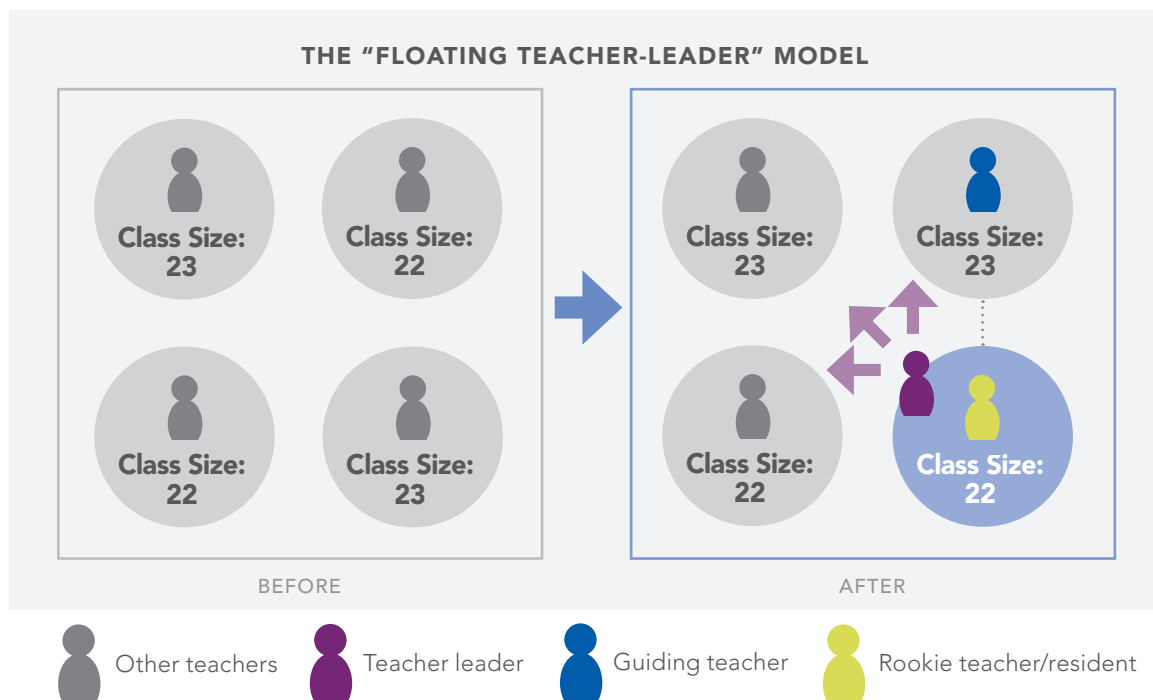 THE “FLOATING TEACHER-LEADER” MODEL
Class Size:
23
Class Size:
22
Class Size:
22
Class Size:
23
BEFORE
Class Size:
23
Class Size:
23
Class Size:
22
Class Size:
22
AFTER
Other teachers
Teacher leader
Guiding teacher
Rookie teacher/resident